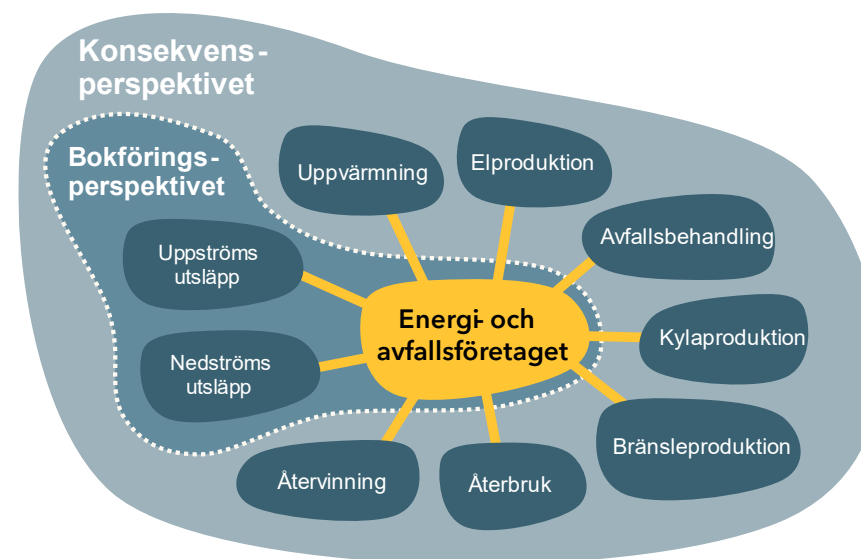 Konsekvens-
perspektivet
Bokförings-
perspektivet
Uppvärmning
Elproduktion
Avfallsbehandling
Uppströms
utsläpp
Energi- och
avfallsföretaget
Kylaproduktion
Nedströms
utsläpp
Bränsleproduktion
Återvinning
Återbruk